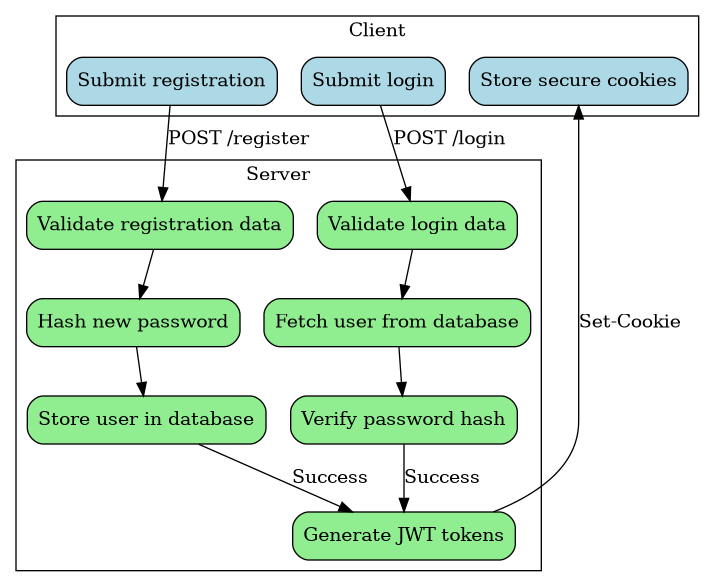 Client
Submit registration
Submit login
Store secure cookies
POST /register
POST /login
Server
Validate registration data
Validate login data
Hash new password
Fetch user from database
Set-Cookie
Store user in database
Verify password hash
Success
Success
Generate JWT tokens